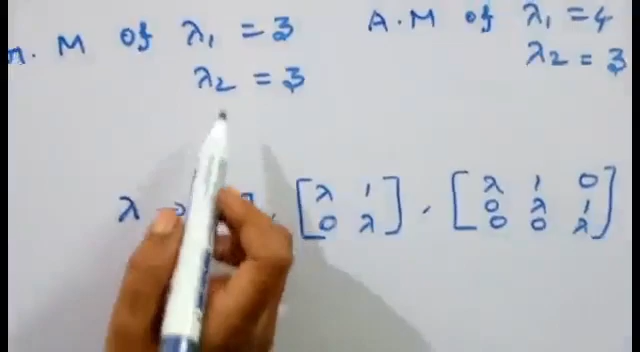 . M of λ₁ = 3
λ₂ = 3
A.M of λ₁ = 4
λ₂ = 3
λ → , [λ 1
0 λ] , [λ 1 0
0 λ 1
0 0 λ]